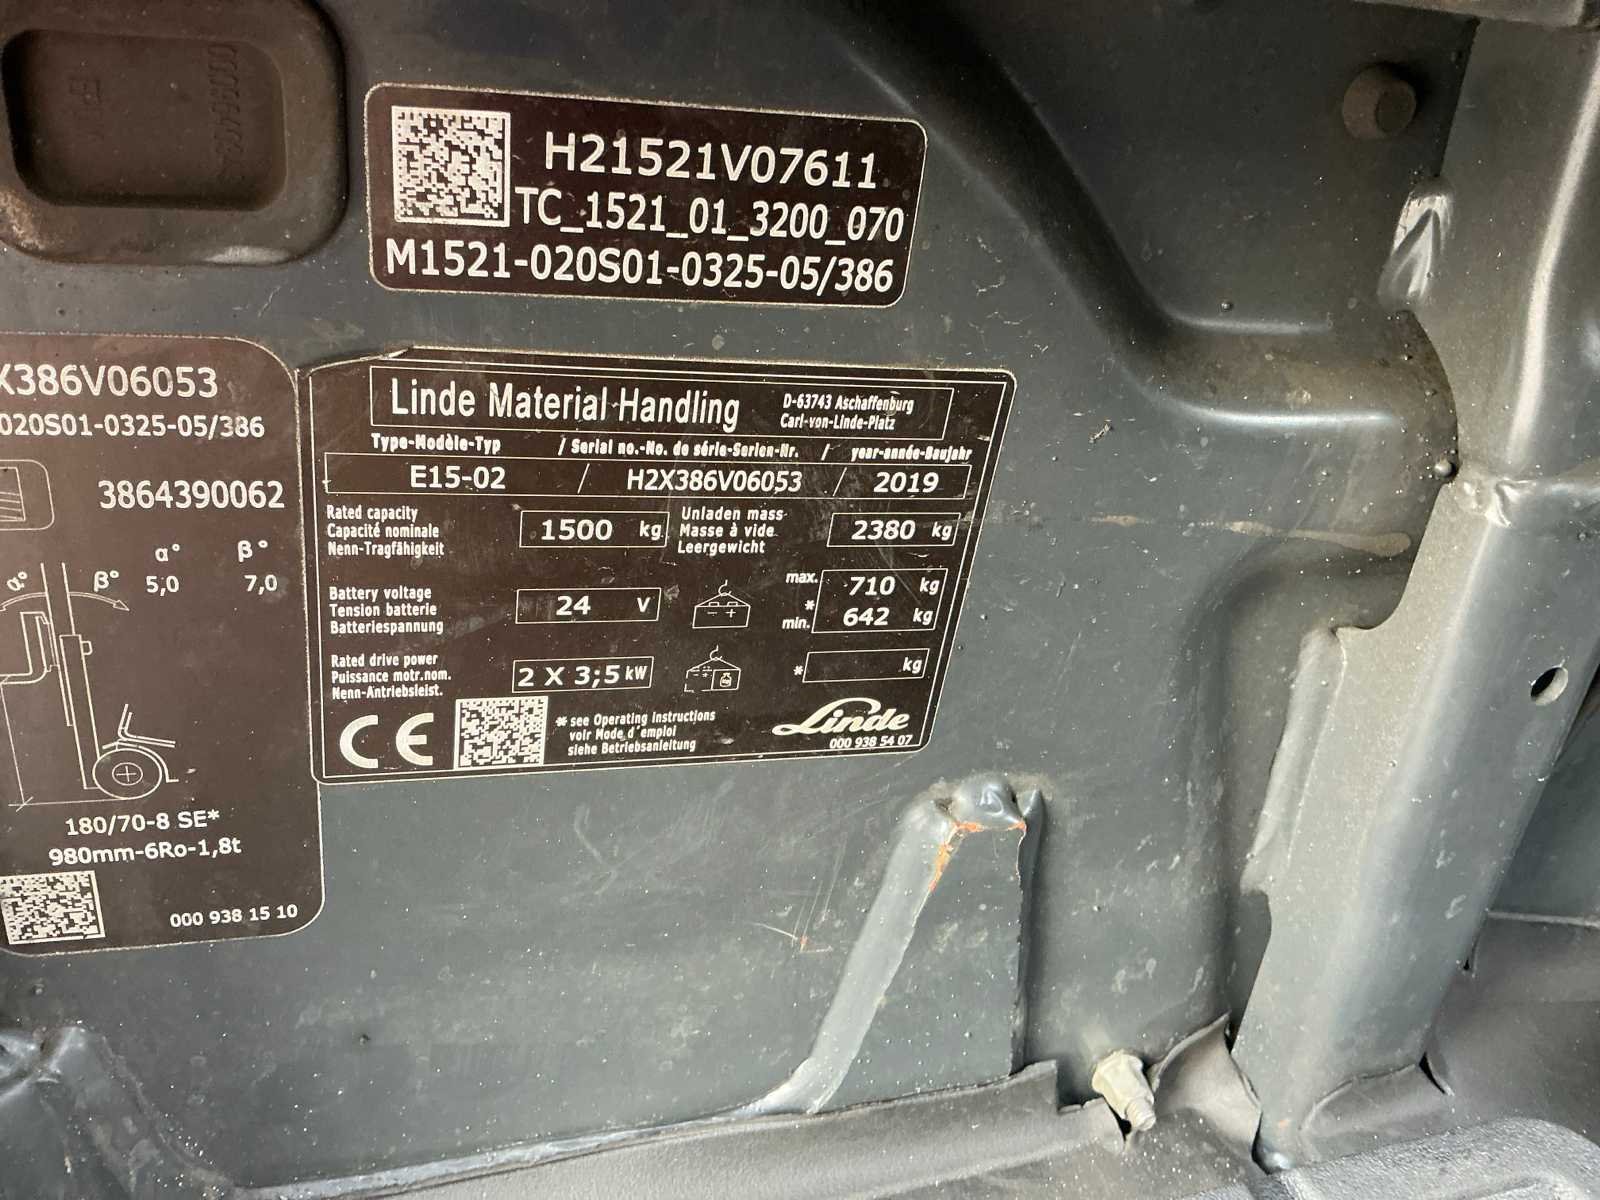 H21521V07611
TC_1521_01_3200_070
M1521-020S01-0325-05/386
X386V06053
020S01-0325-05/386
3864390062
α° β°
α° β° 5,0 7,0
180/70-8 SE*
980mm-6Ro-1,8t
000 938 15 10
Linde Material Handling
D-63743 Aschaffenburg
Carl-von-Linde-Platz
Type-Modèle-Typ / Serial no.-No. de série-Serien-Nr. / year-année-Baujahr
E15-02 / H2X386V06053 / 2019
Rated capacity
Capacité nominale
Nenn-Tragfähigkeit
1500 kg
Unladen mass
Masse à vide
Leergewicht
2380 kg
Battery voltage
Tension batterie
Batteriespannung
24 V
- +
max. 710 kg
*
min. 642 kg
Rated drive power
Puissance motr.nom.
Nenn-Antriebsleist.
2 X 3;5 kW
* kg
CE
* see Operating instructions
voir Mode d'emploi
siehe Betriebsanleitung
Linde
000 938 54 07